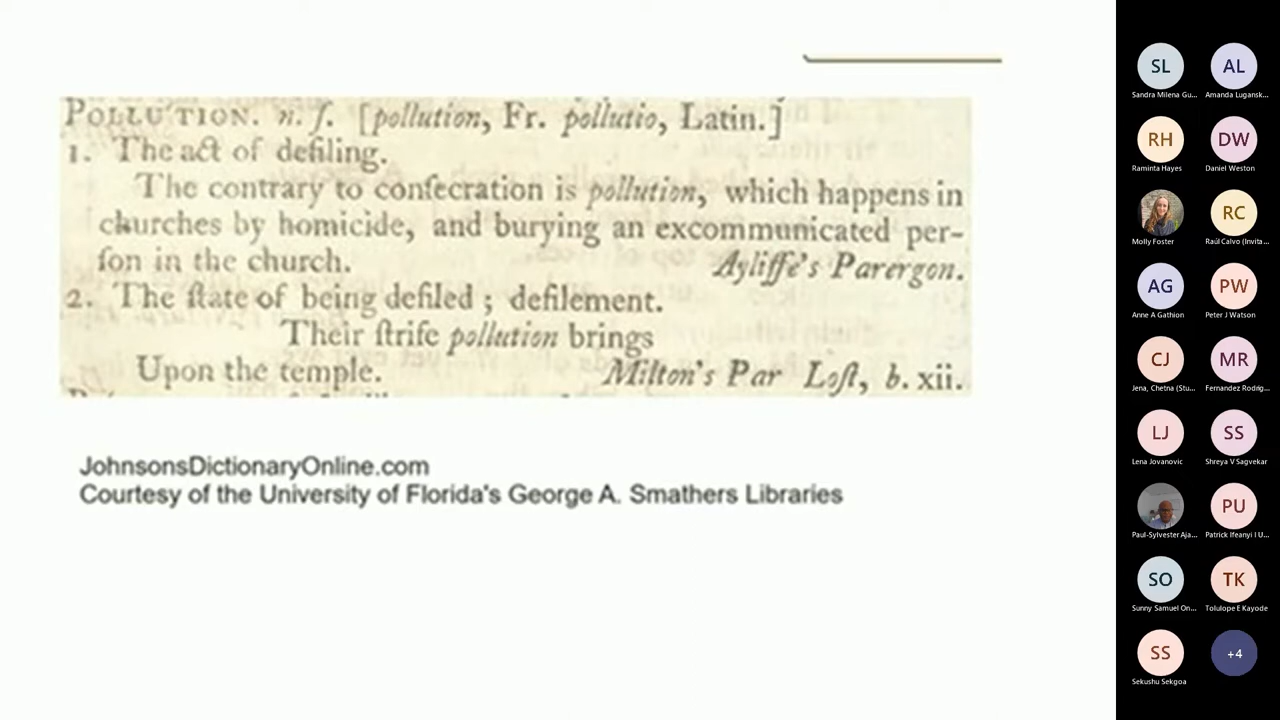 POLLUTION. n. ſ. [pollution, Fr. pollutio, Latin.]
1. The act of defiling.
The contrary to conſecration is pollution, which happens in
churches by homicide, and burying an excommunicated per-
ſon in the church. Ayliffe's Parergon.
2. The ſtate of being defiled ; defilement.
Their ſtrife pollution brings
Upon the temple. Milton's Par Loſt, b. xii.
JohnsonsDictionaryOnline.com
Courtesy of the University of Florida's George A. Smathers Libraries
SL AL
Sandra Milena Gu... Amanda Lugansk...
RH DW
Raminta Hayes Daniel Weston
RC
Molly Foster Raúl Calvo (Invita...
AG PW
Anne A Gathion Peter J Watson
CJ MR
Jena, Chetna (Stu... Fernandez Rodrig...
LJ SS
Lena Jovanovic Shreya V Sagvekar
PU
Paul-Sylvester Aja... Patrick Ifeanyi I U...
SO TK
Sunny Samuel On... Tolulope E Kayode
SS +4
Sekushu Sekgoa